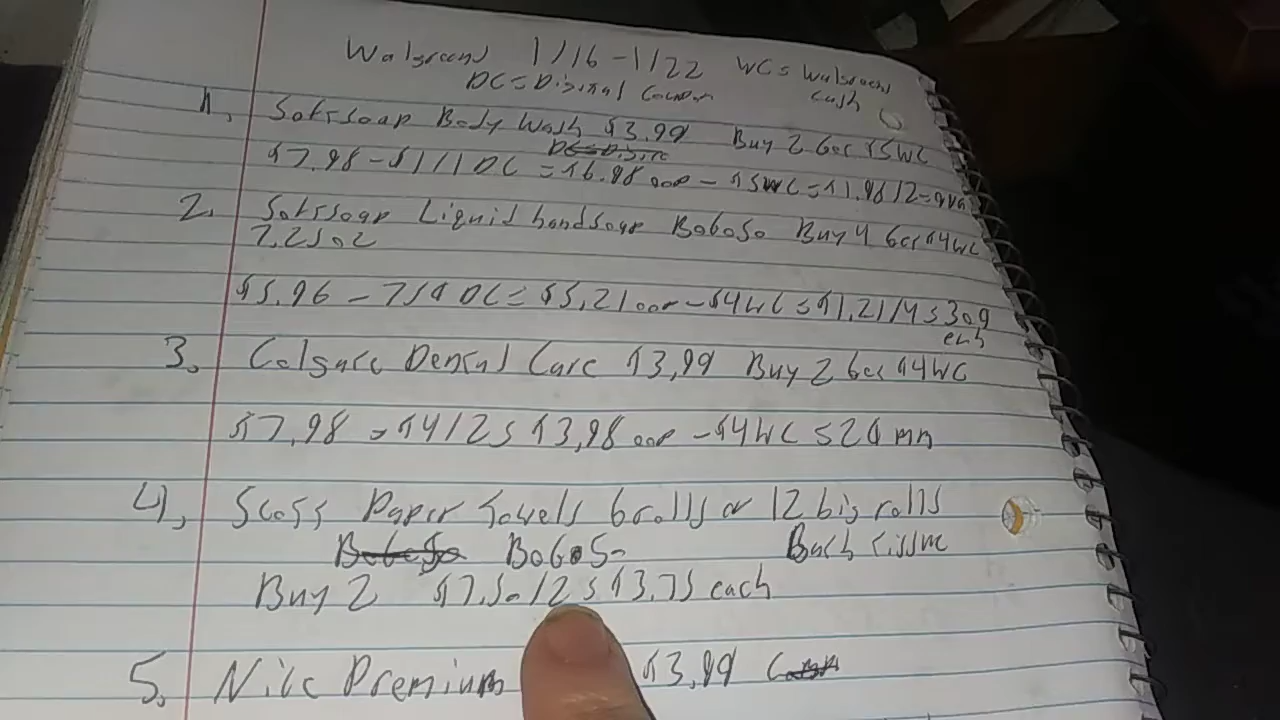 Walgreens 1/16-1/22 WC = Walgreens Cash
DC = Digital Coupon
1. Softsoap Body Wash $3.99 Buy 2 Get $5WC
$7.98 - $1/1 DC = $6.98 oop - $5WC = $1.98/2 =
2. Softsoap Liquid handsoap BoGo50 Buy 4 Get $4WC
7.25oz
$5.96 - 75¢ DC = $5.21 oop - $4WC = $1.21/4 = 30¢
each
3. Colgate Dental Care $3.99 Buy 2 Get $4WC
$7.98 - $4/2 = $3.98 oop - $4WC = 2¢ mm
4. Scott Paper towels 6 rolls or 12 big rolls
BoGo50 Bath tissue
Buy 2 $7.50/2 = $3.75 each
5. Nice Premium $3.99